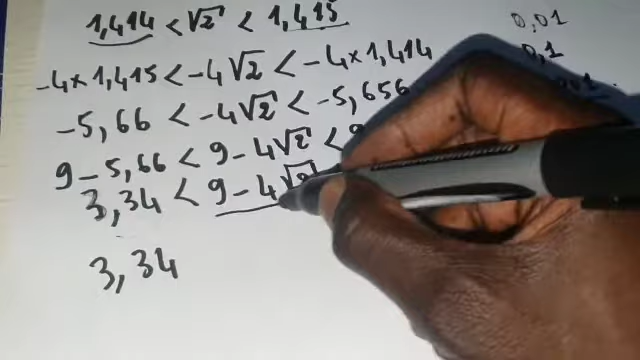 1,414 < √2 < 1,415
0,01
-4×1,415 < -4√2 < -4×1,414
0,1
-5,66 < -4√2 < -5,656
9-5,66 < 9-4√2 <
3,34 < 9-4√2
3,34